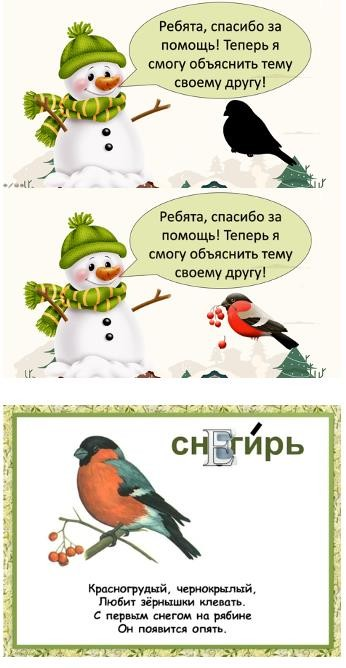 Ребята, спасибо за
помощь! Теперь я
смогу объяснить тему
своему другу!
Ребята, спасибо за
помощь! Теперь я
смогу объяснить тему
своему другу!
снЕги́рь
Красногрудый, чернокрылый,
Любит зёрнышки клевать.
С первым снегом на рябине
Он появится опять.